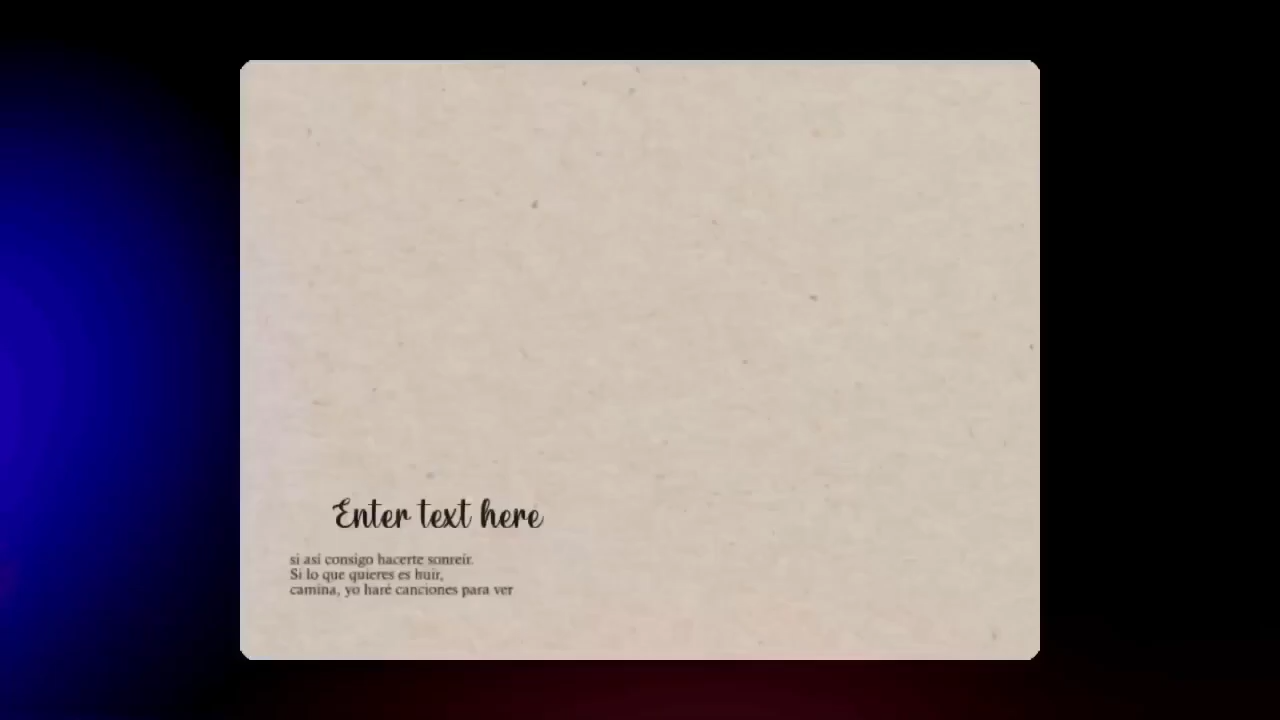 Enter text here
si así consigo hacerte sonreír.
Si lo que quieres es huir,
camina, yo haré canciones para ver